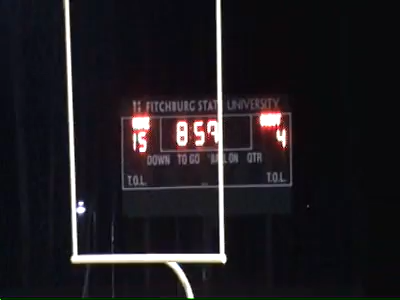 FITCHBURG STATE UNIVERSITY
15 8:59 4
DOWN TO GO BALL ON QTR
T.O.L. T.O.L.